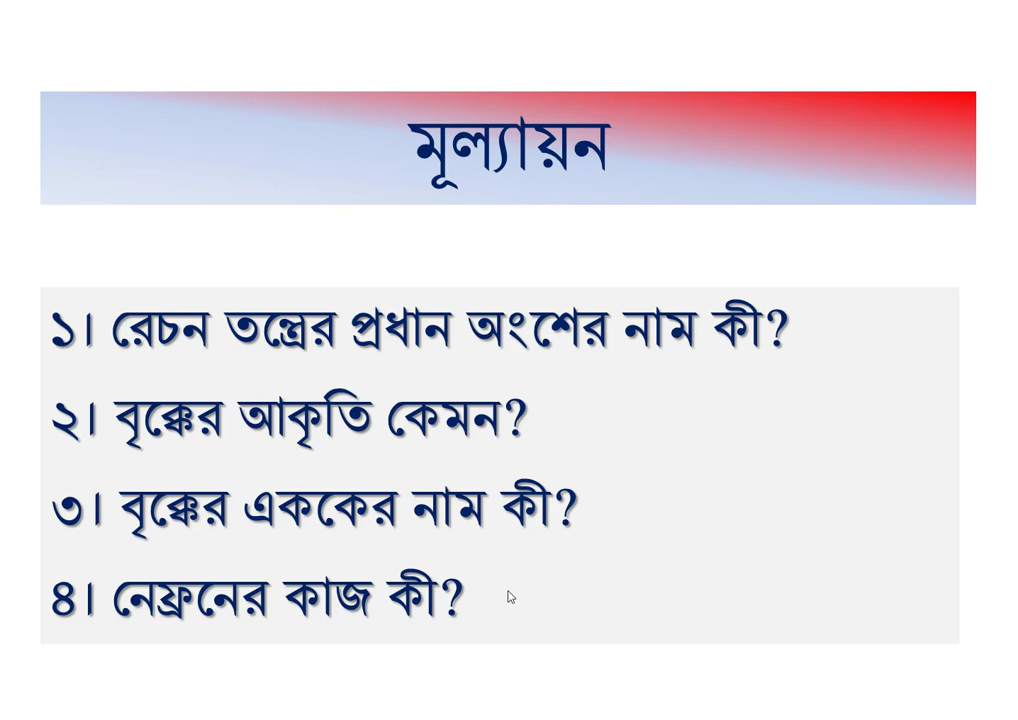 মূল্যায়ন
১। রেচন তন্ত্রের প্রধান অংশের নাম কী?
২। বৃক্কের আকৃতি কেমন?
৩। বৃক্কের এককের নাম কী?
৪। নেফ্রনের কাজ কী?